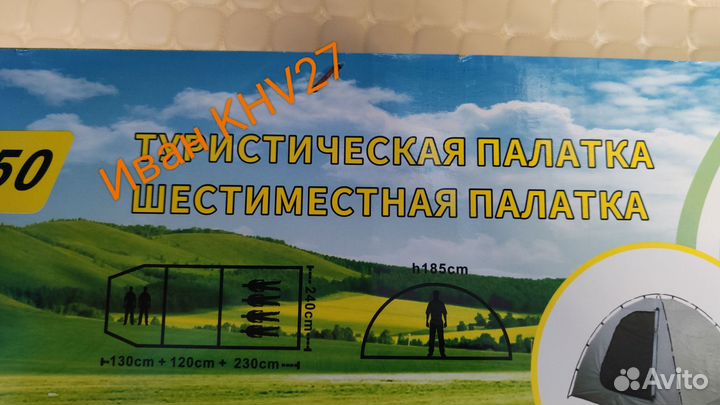 Иван KHV27
50
ТУРИСТИЧЕСКАЯ ПАЛАТКА
ШЕСТИМЕСТНАЯ ПАЛАТКА
h185cm
240cm
130cm + 120cm + 230cm
Avito